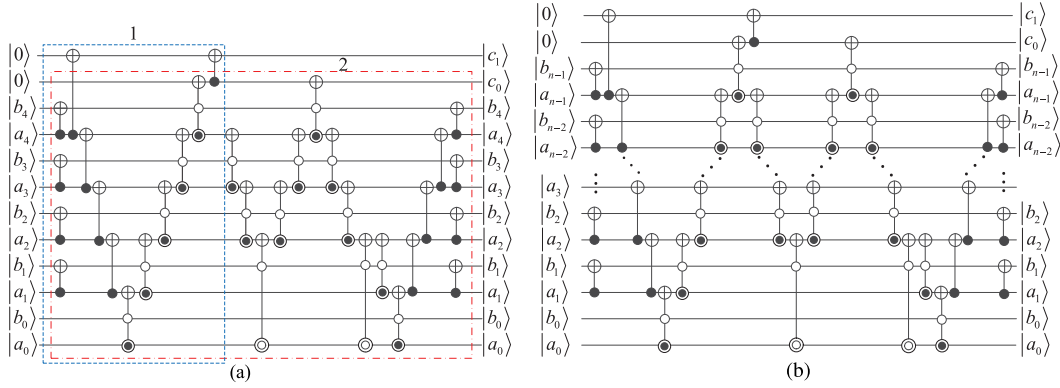 1
|0⟩ |c₁⟩
2
|0⟩ |c₀⟩
|b₄⟩ |b₄⟩
|a₄⟩ |a₄⟩
|b₃⟩ |b₃⟩
|a₃⟩ |a₃⟩
|b₂⟩ |b₂⟩
|a₂⟩ |a₂⟩
|b₁⟩ |b₁⟩
|a₁⟩ |a₁⟩
|b₀⟩ |b₀⟩
|a₀⟩ |a₀⟩
(a)
|0⟩ |c₁⟩
|0⟩ |c₀⟩
|bₙ₋₁⟩ |bₙ₋₁⟩
|aₙ₋₁⟩ |aₙ₋₁⟩
|bₙ₋₂⟩ |bₙ₋₂⟩
|aₙ₋₂⟩ |aₙ₋₂⟩
|a₃⟩
|b₂⟩ |b₂⟩
|a₂⟩ |a₂⟩
|b₁⟩ |b₁⟩
|a₁⟩ |a₁⟩
|b₀⟩ |b₀⟩
|a₀⟩ |a₀⟩
(b)